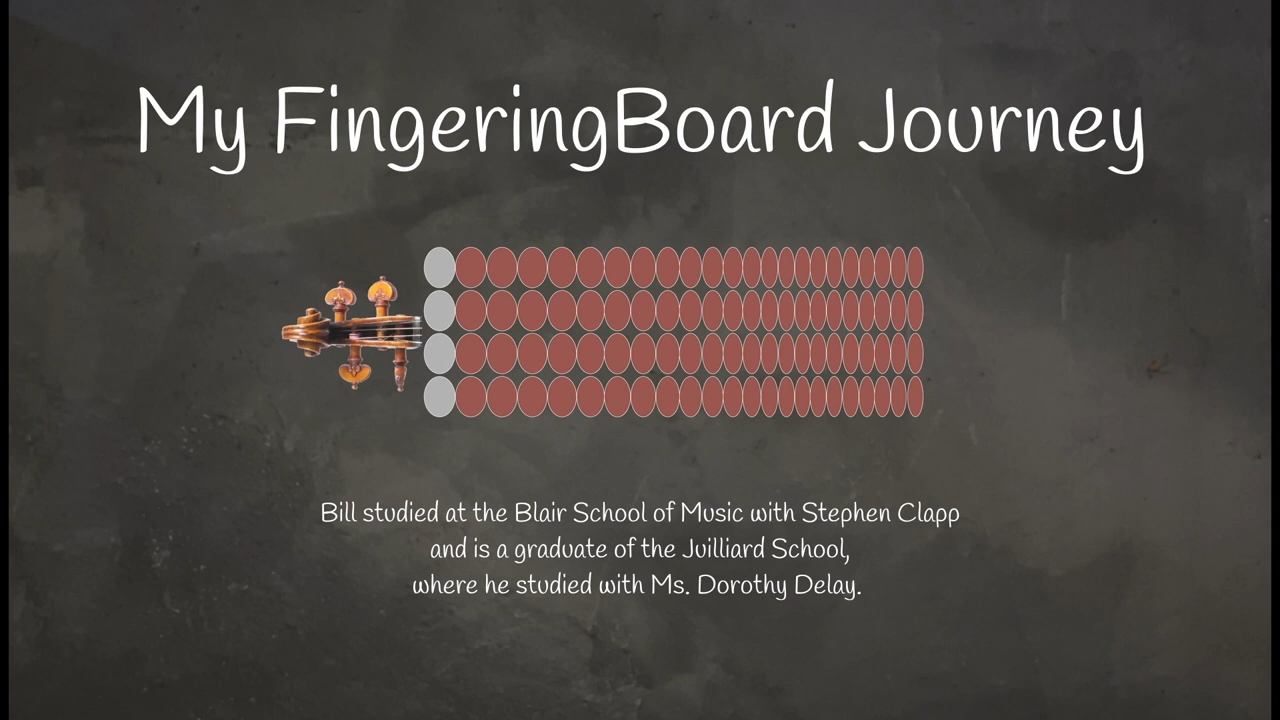 My FingeringBoard Journey
Bill studied at the Blair School of Music with Stephen Clapp
and is a graduate of the Juilliard School,
where he studied with Ms. Dorothy Delay.